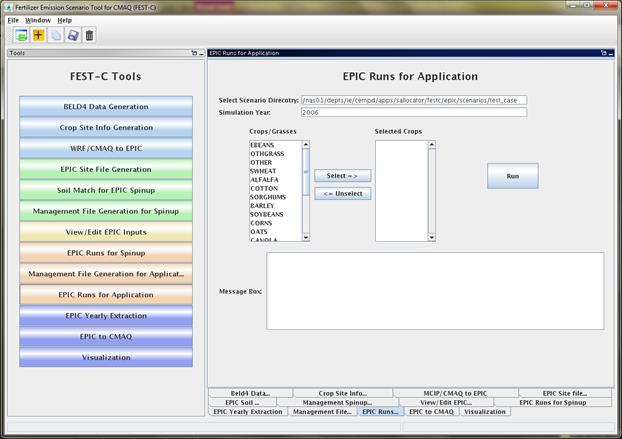 Fertilizer Emission Scenario Tool for CMAQ (FEST-C)
File Window Help
Tools
EPIC Runs for Application
FEST-C Tools
BELD4 Data Generation
Crop Site Info Generation
WRF/CMAQ to EPIC
EPIC Site File Generation
Soil Match for EPIC Spinup
Management File Generation for Spinup
View/Edit EPIC Inputs
EPIC Runs for Spinup
Management File Generation for Applicat...
EPIC Runs for Application
EPIC Yearly Extraction
EPIC to CMAQ
Visualization
EPIC Runs for Application
Select Scenario Direcotry: /nas01/depts/ie/cempd/apps/sallocator/festc/epic/scenarios/test_case
Simulation Year: 2006
Crops/Grasses
Selected Crops
EBEANS
OTHGRASS
OTHER
SWHEAT
ALFALFA
COTTON
SORGHUMS
BARLEY
SOYBEANS
CORNS
OATS
CANOLA
Select =>
<= Unselect
Run
Message Box:
Beld4 Data... Crop Site Info... MCIP/CMAQ to EPIC EPIC Site file...
EPIC Soil ... Management Spinup... View/Edit EPIC... EPIC Runs for Spinup
EPIC Yearly Extraction Management File... EPIC Runs... EPIC to CMAQ Visualization